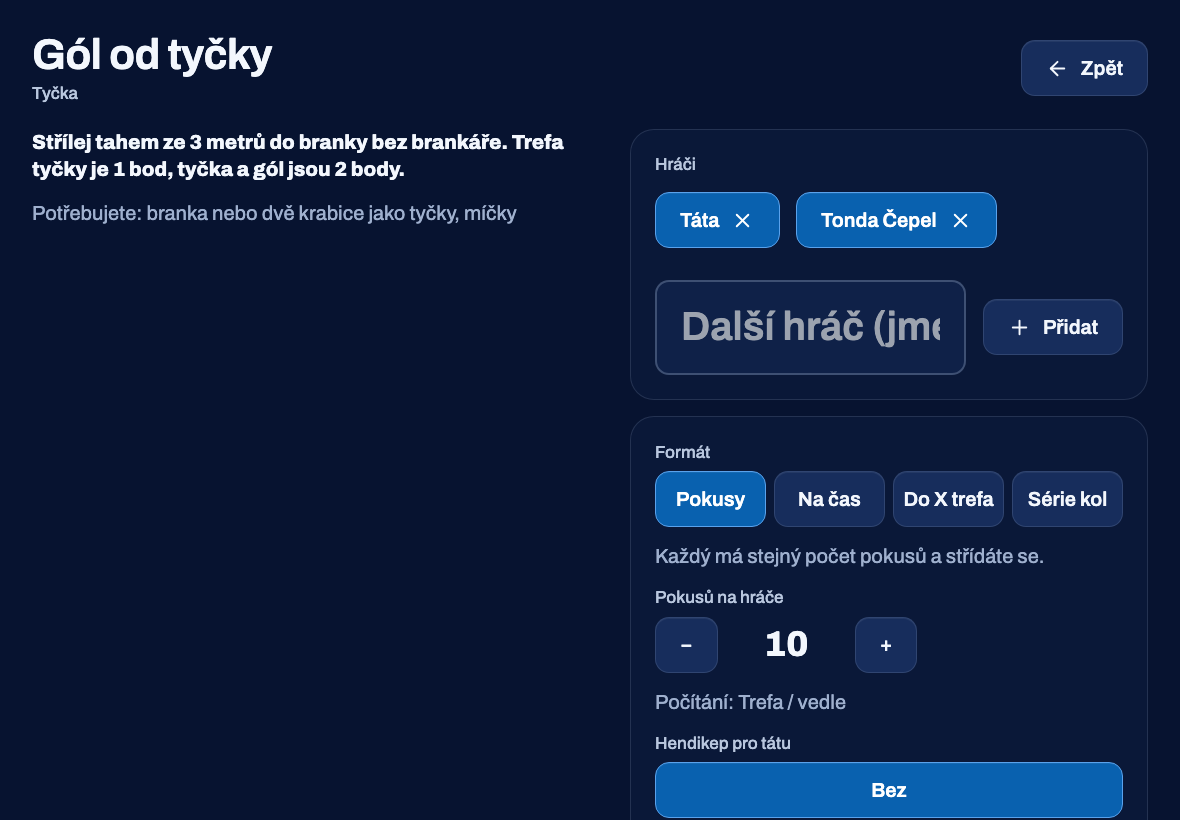 Gól od tyčky
Tyčka
Zpět
Střílej tahem ze 3 metrů do branky bez brankáře. Trefa
tyčky je 1 bod, tyčka a gól jsou 2 body.
Potřebujete: branka nebo dvě krabice jako tyčky, míčky
Hráči
Táta
Tonda Čepel
Další hráč (jme
+ Přidat
Formát
Pokusy
Na čas
Do X trefa
Série kol
Každý má stejný počet pokusů a střídáte se.
Pokusů na hráče
− 10 +
Počítání: Trefa / vedle
Hendikep pro tátu
Bez